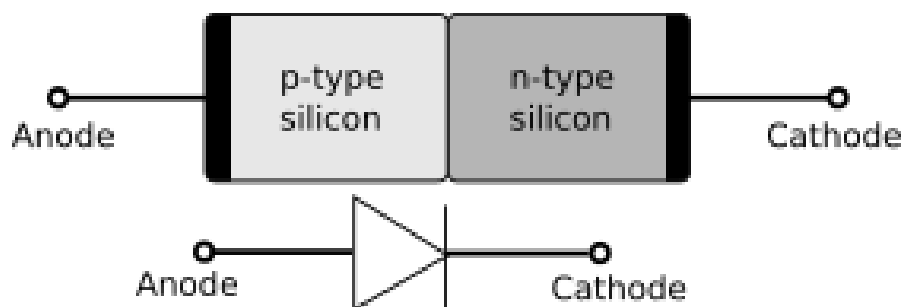 p-type
silicon
n-type
silicon
Anode
Cathode
Anode
Cathode